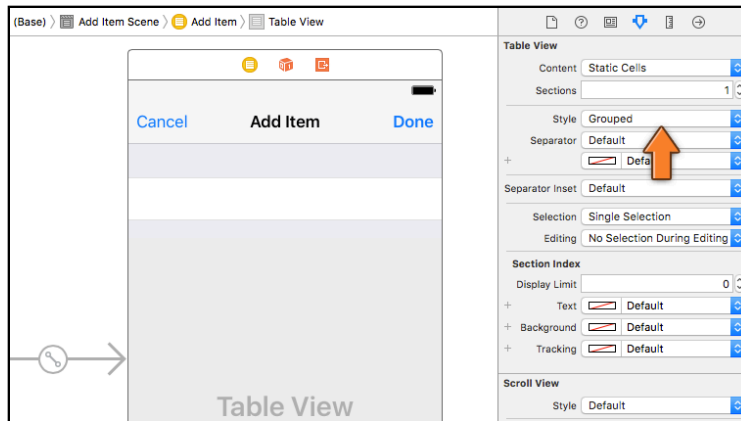 (Base) 〉 Add Item Scene 〉 Add Item 〉 Table View
Cancel Add Item Done
Table View
Table View
Content Static Cells
Sections 1
Style Grouped
Separator Default
+ Defa
Separator Inset Default
Selection Single Selection
Editing No Selection During Editing
Section Index
Display Limit 0
+ Text Default
+ Background Default
+ Tracking Default
Scroll View
Style Default